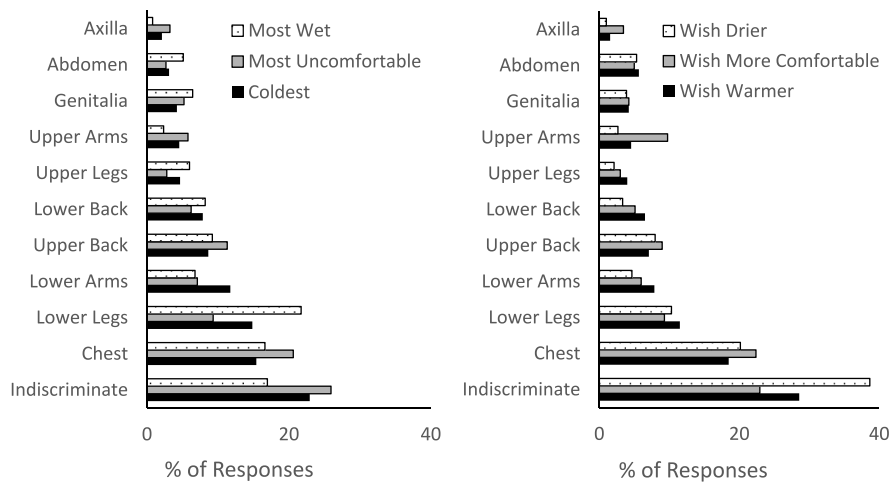 Axilla
Abdomen
Genitalia
Upper Arms
Upper Legs
Lower Back
Upper Back
Lower Arms
Lower Legs
Chest
Indiscriminate
Most Wet
Most Uncomfortable
Coldest
0 20 40
% of Responses
Axilla
Abdomen
Genitalia
Upper Arms
Upper Legs
Lower Back
Upper Back
Lower Arms
Lower Legs
Chest
Indiscriminate
Wish Drier
Wish More Comfortable
Wish Warmer
0 20 40
% of Responses